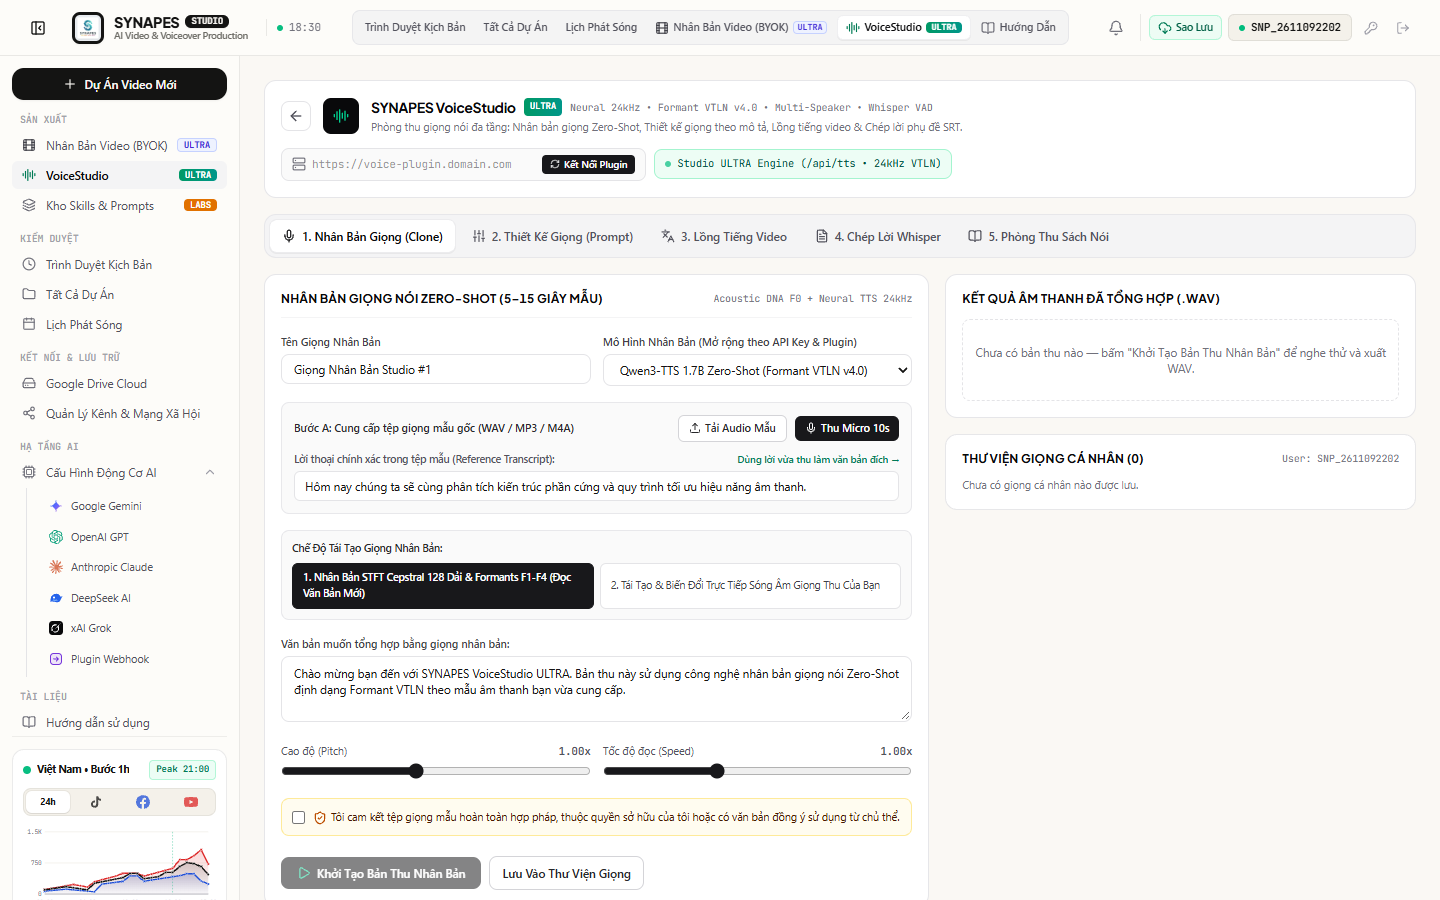 SYNAPES STUDIO
AI Video & Voiceover Production
18:30
Trình Duyệt Kịch Bản
Tất Cả Dự Án
Lịch Phát Sóng
Nhân Bản Video (BYOK) ULTRA
VoiceStudio ULTRA
Hướng Dẫn
Sao Lưu
SNP_2611092202
Dự Án Video Mới
SẢN XUẤT
Nhân Bản Video (BYOK) ULTRA
VoiceStudio ULTRA
Kho Skills & Prompts LABS
KIỂM DUYỆT
Trình Duyệt Kịch Bản
Tất Cả Dự Án
Lịch Phát Sóng
KẾT NỐI & LƯU TRỮ
Google Drive Cloud
Quản Lý Kênh & Mạng Xã Hội
HẠ TẦNG AI
Cấu Hình Động Cơ AI
Google Gemini
OpenAI GPT
Anthropic Claude
DeepSeek AI
xAI Grok
Plugin Webhook
TÀI LIỆU
Hướng dẫn sử dụng
Việt Nam • Bước 1h Peak 21:00
24h
1.5K
750
0
SYNAPES VoiceStudio ULTRA Neural 24kHz • Formant VTLN v4.0 • Multi-Speaker • Whisper VAD
Phòng thu giọng nói đa tầng: Nhân bản giọng Zero-Shot, Thiết kế giọng theo mô tả, Lồng tiếng video & Chép lời phụ đề SRT.
https://voice-plugin.domain.com Kết Nối Plugin
Studio ULTRA Engine (/api/tts • 24kHz VTLN)
1. Nhân Bản Giọng (Clone)
2. Thiết Kế Giọng (Prompt)
3. Lồng Tiếng Video
4. Chép Lời Whisper
5. Phòng Thu Sách Nói
NHÂN BẢN GIỌNG NÓI ZERO-SHOT (5-15 GIÂY MẪU)
Acoustic DNA F0 + Neural TTS 24kHz
Tên Giọng Nhân Bản
Giọng Nhân Bản Studio #1
Mô Hình Nhân Bản (Mở rộng theo API Key & Plugin)
Qwen3-TTS 1.7B Zero-Shot (Formant VTLN v4.0)
Bước A: Cung cấp tệp giọng mẫu gốc (WAV / MP3 / M4A)
Tải Audio Mẫu
Thu Micro 10s
Lời thoại chính xác trong tệp mẫu (Reference Transcript):
Dùng lời vừa thu làm văn bản đích →
Hôm nay chúng ta sẽ cùng phân tích kiến trúc phần cứng và quy trình tối ưu hiệu năng âm thanh.
Chế Độ Tái Tạo Giọng Nhân Bản:
1. Nhân Bản STFT Cepstral 128 Dải & Formants F1-F4 (Đọc
Văn Bản Mới)
2. Tái Tạo & Biến Đổi Trực Tiếp Sóng Âm Giọng Thu Của Bạn
Văn bản muốn tổng hợp bằng giọng nhân bản:
Chào mừng bạn đến với SYNAPES VoiceStudio ULTRA. Bản thu này sử dụng công nghệ nhân bản giọng nói Zero-Shot
định dạng Formant VTLN theo mẫu âm thanh bạn vừa cung cấp.
Cao độ (Pitch) 1.00x
Tốc độ đọc (Speed) 1.00x
Tôi cam kết tệp giọng mẫu hoàn toàn hợp pháp, thuộc quyền sở hữu của tôi hoặc có văn bản đồng ý sử dụng từ chủ thể.
Khởi Tạo Bản Thu Nhân Bản
Lưu Vào Thư Viện Giọng
KẾT QUẢ ÂM THANH ĐÃ TỔNG HỢP (.WAV)
Chưa có bản thu nào — bấm "Khởi Tạo Bản Thu Nhân Bản" để nghe thử và xuất
WAV.
THƯ VIỆN GIỌNG CÁ NHÂN (0)
User: SNP_2611092202
Chưa có giọng cá nhân nào được lưu.